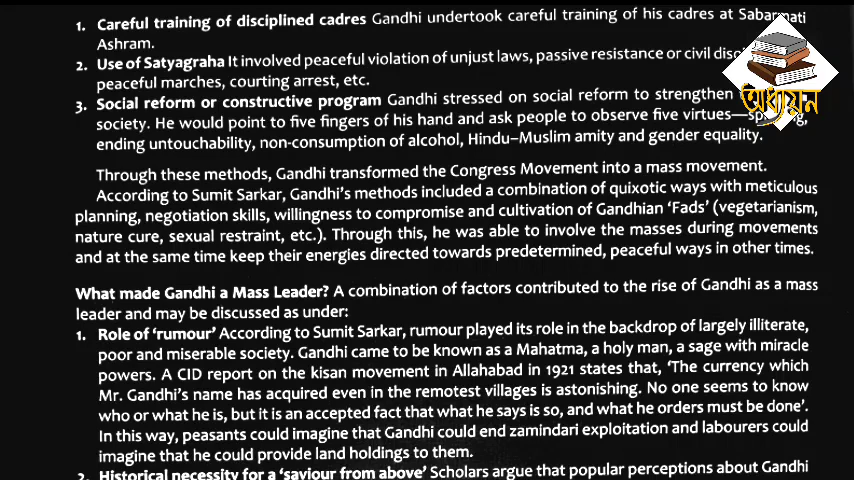 1. Careful training of disciplined cadres Gandhi undertook careful training of his cadres at Sabarmati
Ashram.
2. Use of Satyagraha It involved peaceful violation of unjust laws, passive resistance or civil
peaceful marches, courting arrest, etc.
3. Social reform or constructive program Gandhi stressed on social reform to strengthen
society. He would point to five fingers of his hand and ask people to observe five virtues—
ending untouchability, non-consumption of alcohol, Hindu–Muslim amity and gender equality.
Through these methods, Gandhi transformed the Congress Movement into a mass movement.
According to Sumit Sarkar, Gandhi's methods included a combination of quixotic ways with meticulous
planning, negotiation skills, willingness to compromise and cultivation of Gandhian 'Fads' (vegetarianism,
nature cure, sexual restraint, etc.). Through this, he was able to involve the masses during movements
and at the same time keep their energies directed towards predetermined, peaceful ways in other times.
What made Gandhi a Mass Leader? A combination of factors contributed to the rise of Gandhi as a mass
leader and may be discussed as under:
1. Role of 'rumour' According to Sumit Sarkar, rumour played its role in the backdrop of largely illiterate,
poor and miserable society. Gandhi came to be known as a Mahatma, a holy man, a sage with miracle
powers. A CID report on the kisan movement in Allahabad in 1921 states that, 'The currency which
Mr. Gandhi's name has acquired even in the remotest villages is astonishing. No one seems to know
who or what he is, but it is an accepted fact that what he says is so, and what he orders must be done'.
In this way, peasants could imagine that Gandhi could end zamindari exploitation and labourers could
imagine that he could provide land holdings to them.
2. Historical necessity for a 'saviour from above' Scholars argue that popular perceptions about Gandhi
অধ্যয়ন